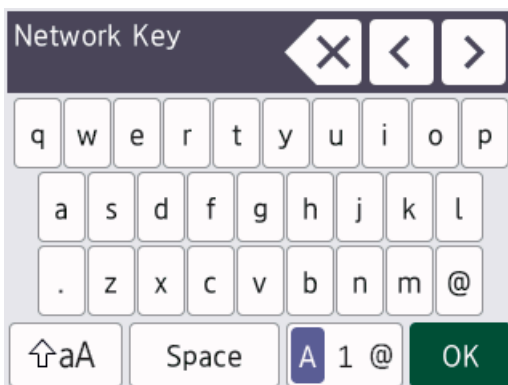 Network Key
q w e r t y u i o p
a s d f g h j k l
. z x c v b n m @
aA Space A 1 @ OK